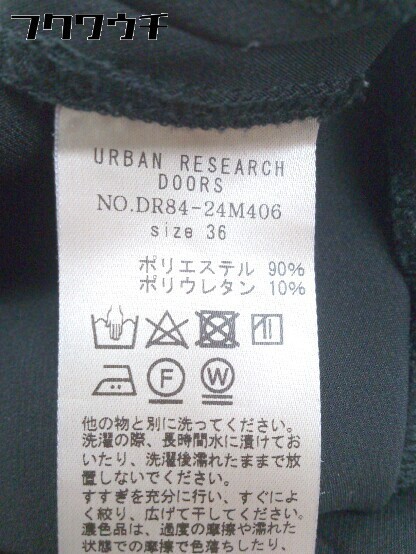 フクワウチ
URBAN RESEARCH
DOORS
NO.DR84-24M406
size 36
ポリエステル 90%
ポリウレタン 10%
F W
他の物と別に洗ってください。
洗濯の際、長時間水に漬けてお
いたり、洗濯後濡れたままで放
置しないでください。
すすぎを充分に行い、すぐによ
く絞り、広げて干してください。
濃色品は、過度の摩擦や濡れた
状態での摩擦で色落ちしたり、